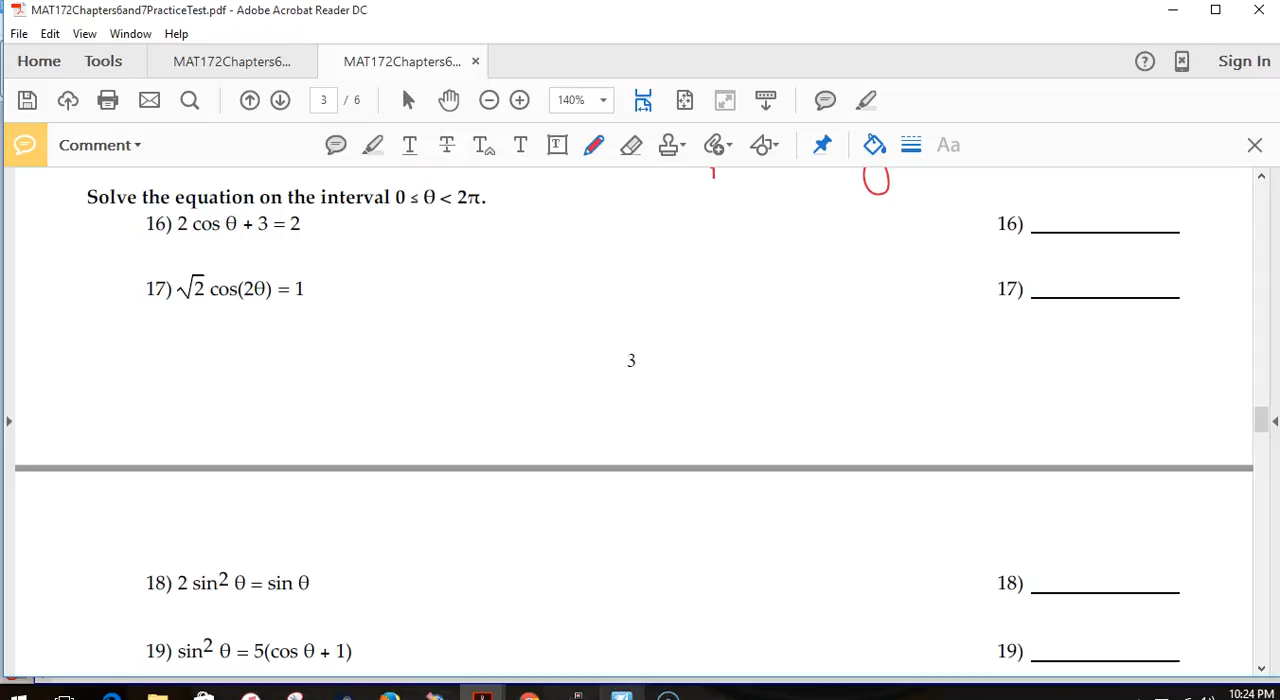 MAT172Chapters6and7PracticeTest.pdf - Adobe Acrobat Reader DC
File Edit View Window Help
Home Tools MAT172Chapters6... MAT172Chapters6... × Sign In
3 / 6 140%
Comment Aa
Solve the equation on the interval 0 ≤ θ < 2π.
16) 2 cos θ + 3 = 2 16)
17) √2 cos(2θ) = 1 17)
3
18) 2 sin² θ = sin θ 18)
19) sin² θ = 5(cos θ + 1) 19)
10:24 PM